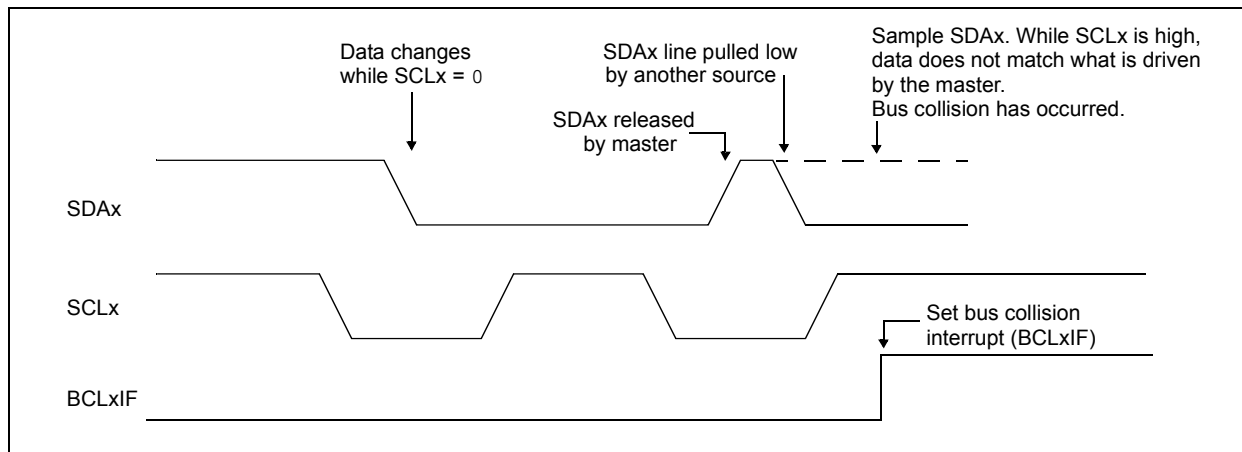 Data changes
while SCLx = 0
SDAx line pulled low
by another source
Sample SDAx. While SCLx is high,
data does not match what is driven
by the master.
Bus collision has occurred.
SDAx released
by master
SDAx
SCLx
Set bus collision
interrupt (BCLxIF)
BCLxIF